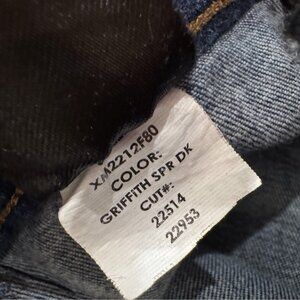 XM2212F80
COLOR:
GRIFFITH SPR DK
CUT#:
22514
22953